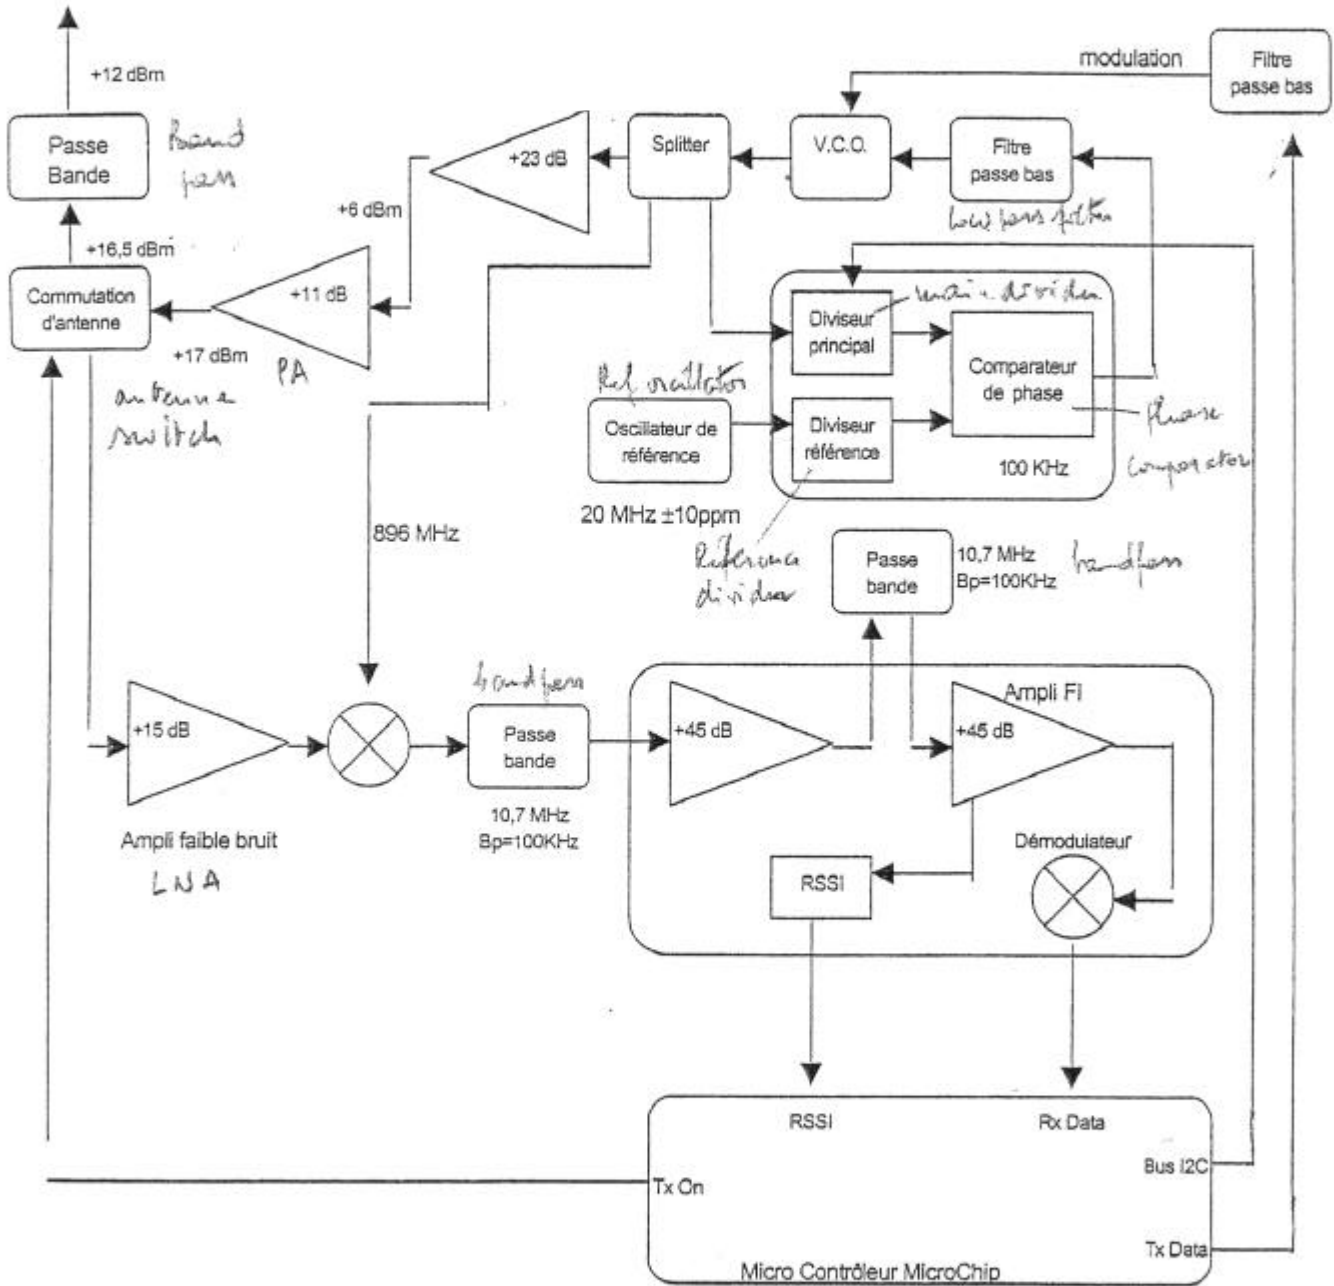 modulation
Filtre
passe bas
+12 dBm
Passe
Bande
Band
pass
+23 dB
Splitter
V.C.O.
Filtre
passe bas
low pass filter
+6 dBm
+16,5 dBm
Commutation
d'antenne
+11 dB
+17 dBm
PA
antenne
switch
Diviseur
principal
main divider
Comparateur
de phase
Phase
comparator
Ref oscillator
Oscillateur de
référence
Diviseur
référence
100 KHz
20 MHz ±10ppm
Reference
divider
896 MHz
Passe
bande
10,7 MHz
Bp=100KHz
bandpass
bandpass
Passe
bande
10,7 MHz
Bp=100KHz
+15 dB
Ampli faible bruit
LNA
+45 dB
Ampli FI
+45 dB
RSSI
Démodulateur
RSSI
Rx Data
Bus I2C
Tx On
Tx Data
Micro Contrôleur MicroChip